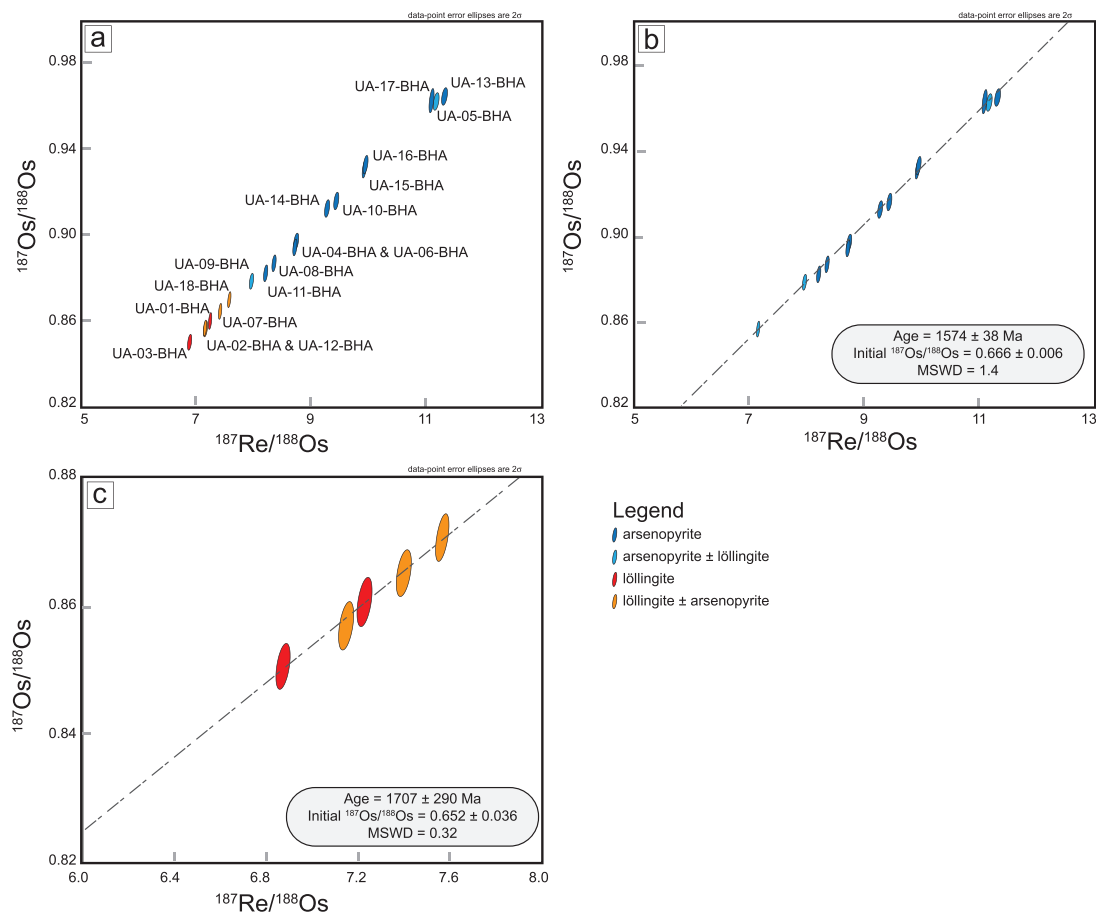 data-point error ellipses are 2σ
a
0.98
0.94
0.90
0.86
0.82
187Os/188Os
UA-17-BHA
UA-13-BHA
UA-05-BHA
UA-16-BHA
UA-15-BHA
UA-14-BHA
UA-10-BHA
UA-04-BHA & UA-06-BHA
UA-09-BHA
UA-08-BHA
UA-18-BHA
UA-11-BHA
UA-01-BHA
UA-07-BHA
UA-02-BHA & UA-12-BHA
UA-03-BHA
5 7 9 11 13
187Re/188Os
data-point error ellipses are 2σ
b
0.98
0.94
0.90
0.86
0.82
187Os/188Os
Age = 1574 ± 38 Ma
Initial 187Os/188Os = 0.666 ± 0.006
MSWD = 1.4
5 7 9 11 13
187Re/188Os
data-point error ellipses are 2σ
c
0.88
0.86
0.84
0.82
187Os/188Os
Age = 1707 ± 290 Ma
Initial 187Os/188Os = 0.652 ± 0.036
MSWD = 0.32
6.0 6.4 6.8 7.2 7.6 8.0
187Re/188Os
Legend
arsenopyrite
arsenopyrite ± löllingite
löllingite
löllingite ± arsenopyrite